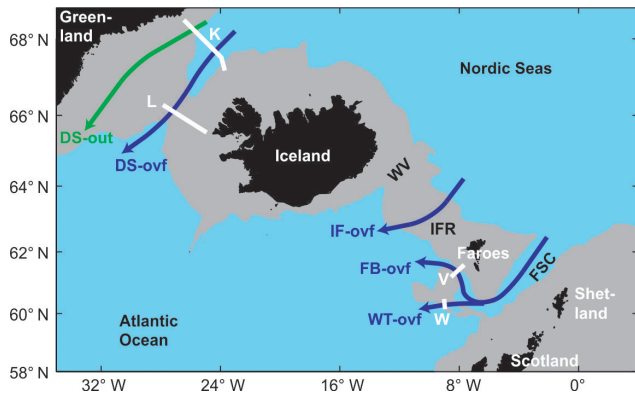 Green-
land
K
Nordic Seas
68° N
66° N
64° N
62° N
60° N
58° N
L
DS-out
DS-ovf
Iceland
WV
IF-ovf
IFR
Faroes
FSC
FB-ovf
V
Shet-
land
WT-ovf
W
Atlantic
Ocean
Scotland
32° W
24° W
16° W
8° W
0°